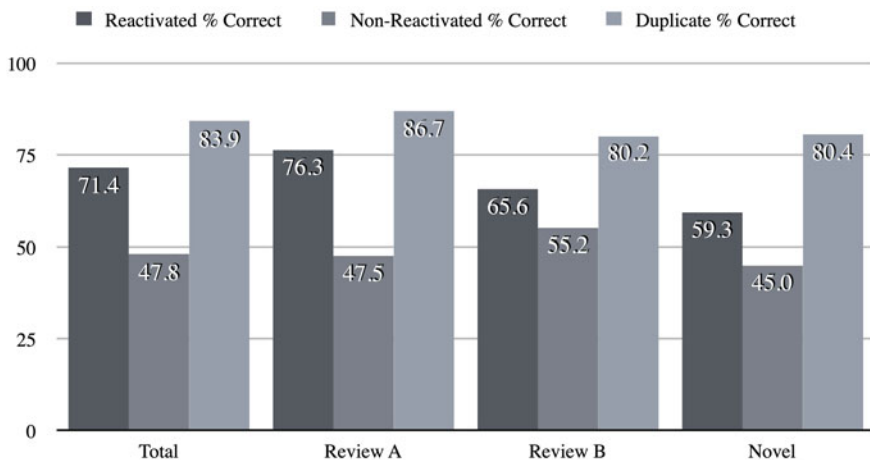 Reactivated % Correct Non-Reactivated % Correct Duplicate % Correct
100
75
50
25
0
71.4 47.8 83.9 76.3 47.5 86.7 65.6 55.2 80.2 59.3 45.0 80.4
Total Review A Review B Novel